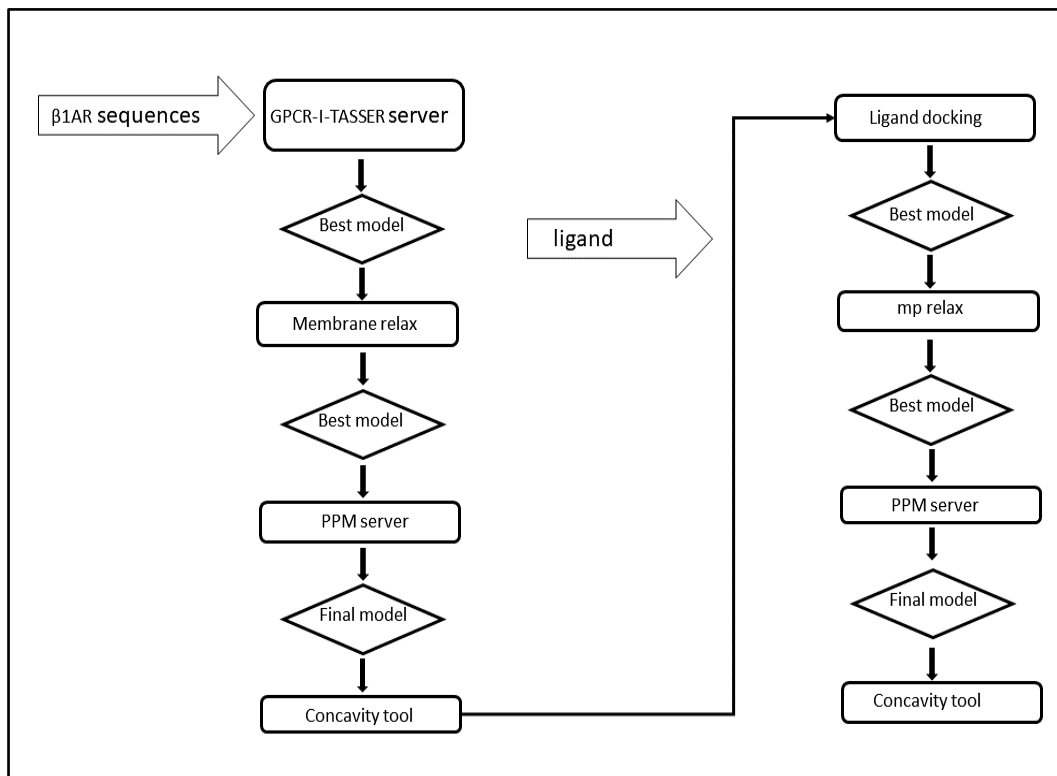 β1AR sequences
GPCR-I-TASSER server
Best model
Membrane relax
Best model
PPM server
Final model
Concavity tool
ligand
Ligand docking
Best model
mp relax
Best model
PPM server
Final model
Concavity tool